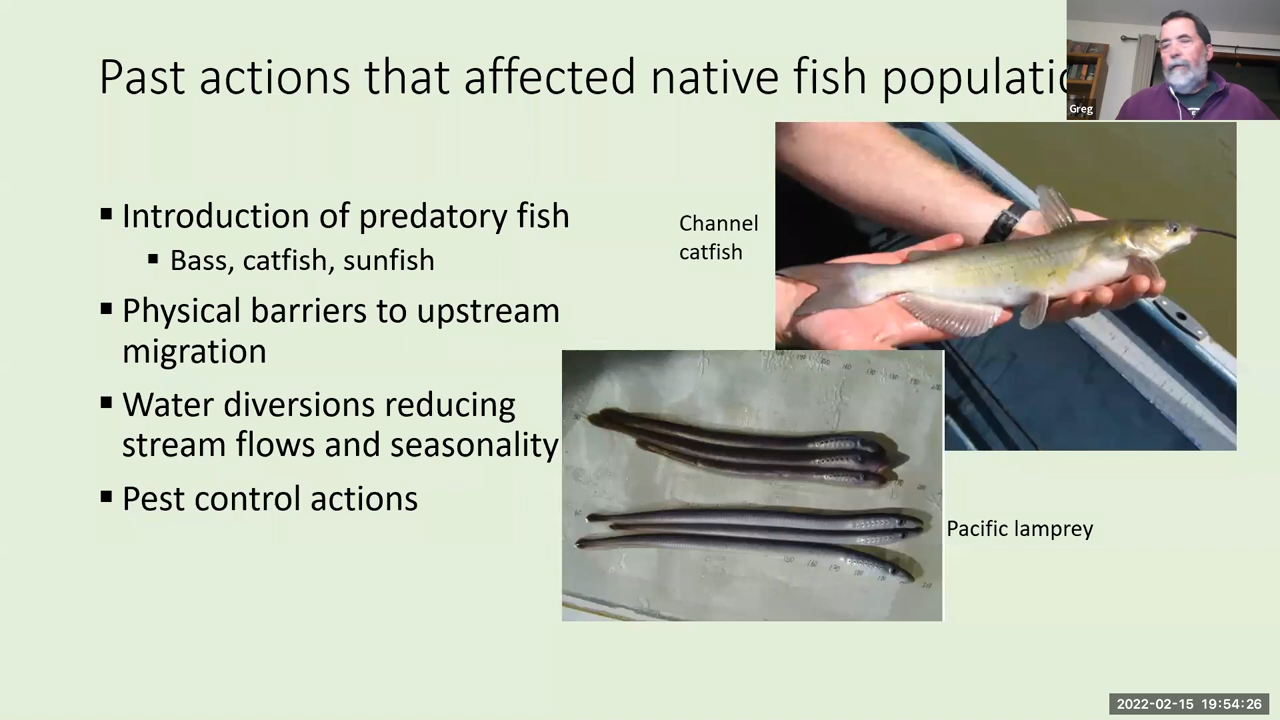 Past actions that affected native fish
Greg
▪ Introduction of predatory fish
▪ Bass, catfish, sunfish
▪ Physical barriers to upstream
migration
▪ Water diversions reducing
stream flows and seasonality
▪ Pest control actions
Channel
catfish
Pacific lamprey
2022-02-15 19:54:26